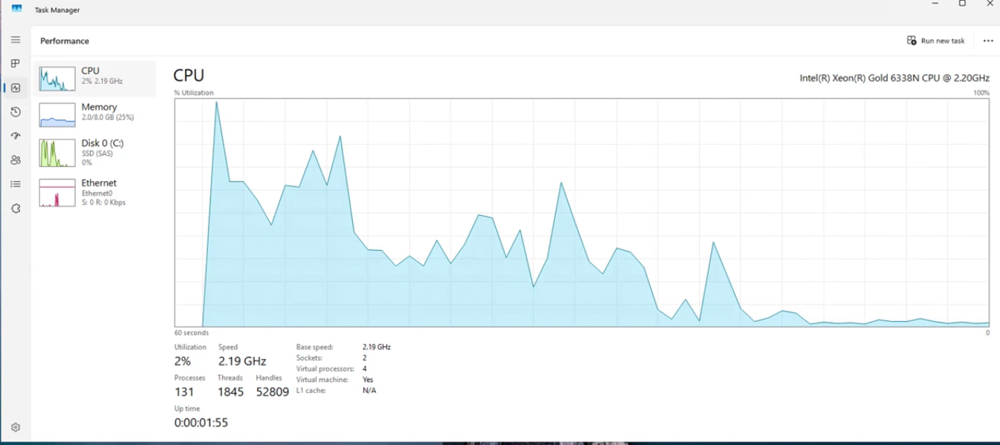 Task Manager
Performance
Run new task
CPU
2% 2.19 GHz
Memory
2.0/8.0 GB (25%)
Disk 0 (C:)
SSD (SAS)
0%
Ethernet
Ethernet0
S: 0 R: 0 Kbps
CPU
Intel(R) Xeon(R) Gold 6338N CPU @ 2.20GHz
% Utilization
100%
60 seconds
0
Utilization
2%
Speed
2.19 GHz
Processes
131
Threads
1845
Handles
52809
Up time
0:00:01:55
Base speed: 2.19 GHz
Sockets: 2
Virtual processors: 4
Virtual machine: Yes
L1 cache: N/A